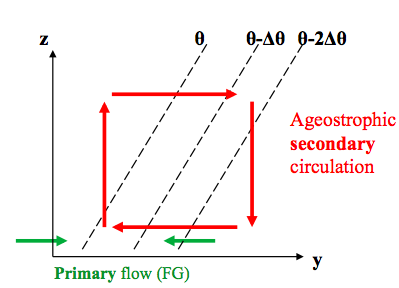 z
θ θ-Δθ θ-2Δθ
Ageostrophic
secondary
circulation
y
Primary flow (FG)